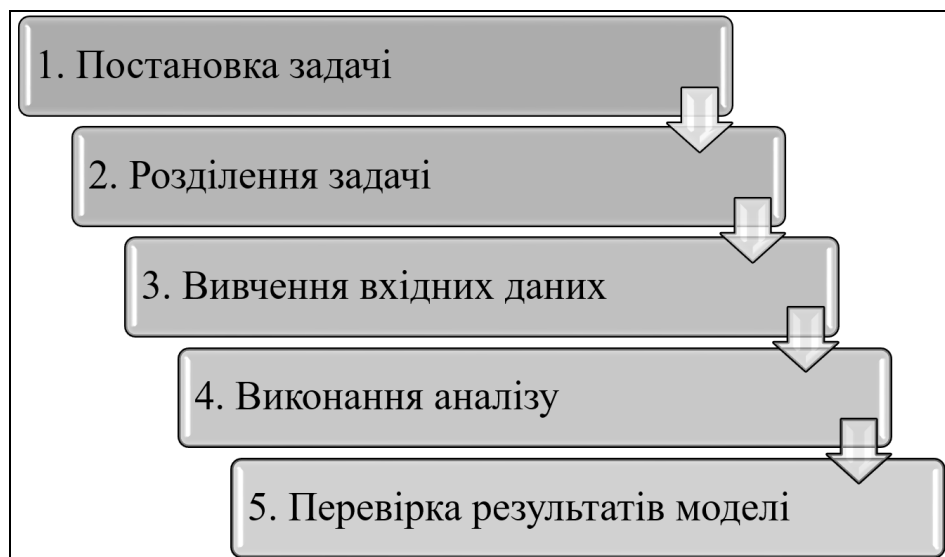 1. Постановка задачі
2. Розділення задачі
3. Вивчення вхідних даних
4. Виконання аналізу
5. Перевірка результатів моделі